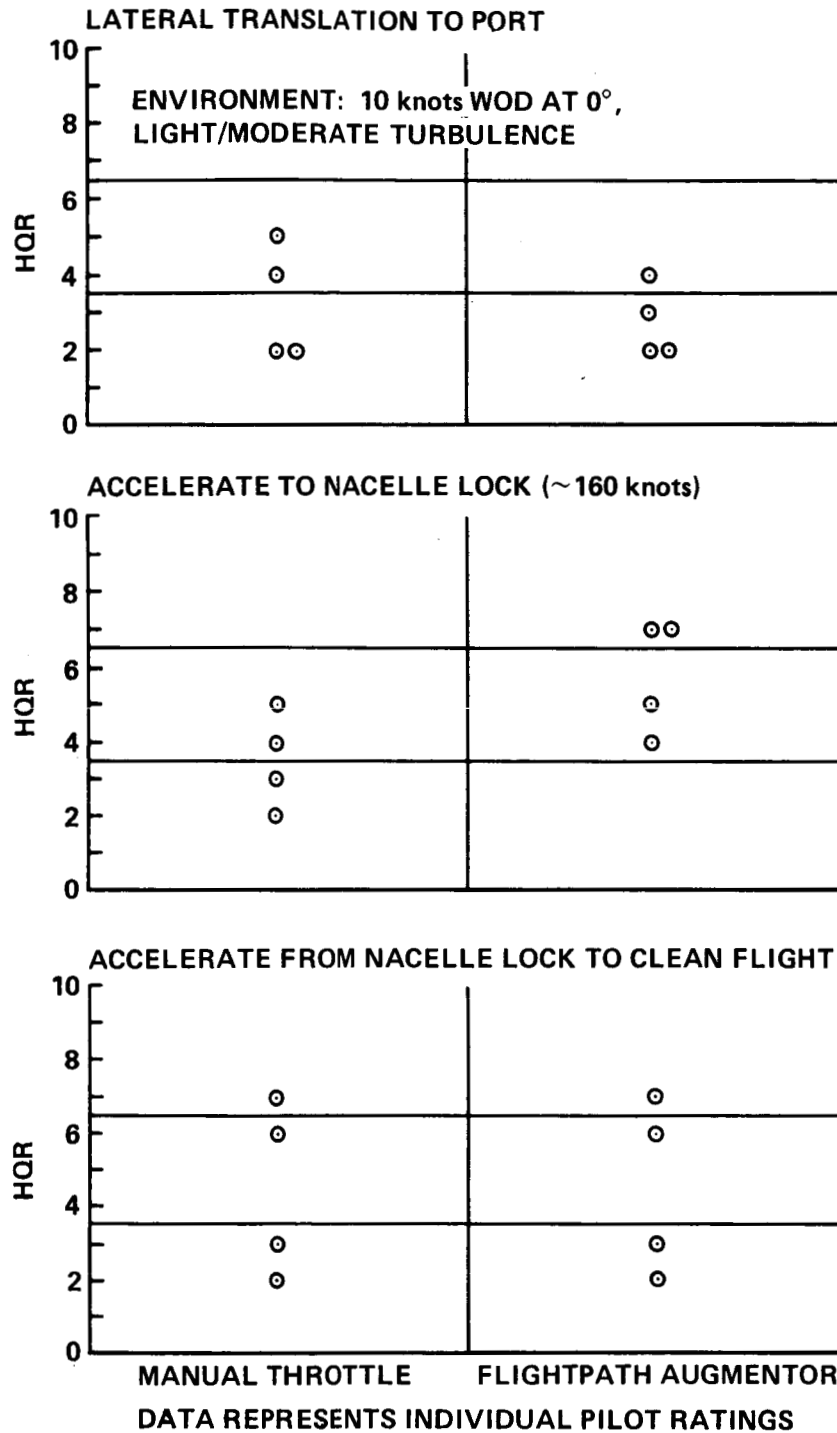 LATERAL TRANSLATION TO PORT
10
ENVIRONMENT: 10 knots WOD AT 0°,
LIGHT/MODERATE TURBULENCE
8
6
HQR
4
2
0
ACCELERATE TO NACELLE LOCK (~160 knots)
10
8
6
HQR
4
2
0
ACCELERATE FROM NACELLE LOCK TO CLEAN FLIGHT
10
8
6
HQR
4
2
0
MANUAL THROTTLE FLIGHTPATH AUGMENTOR
DATA REPRESENTS INDIVIDUAL PILOT RATINGS